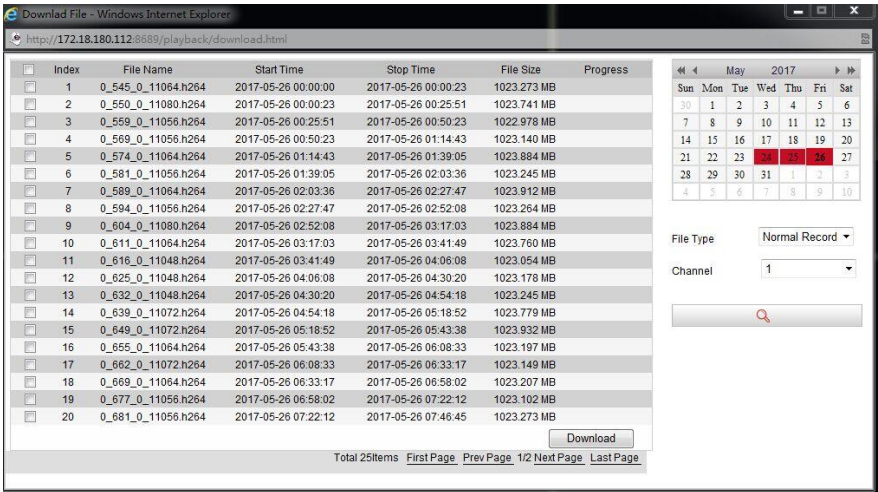 Downlad File - Windows Internet Explorer
http://172.18.180.112:8689/playback/download.html
Index File Name Start Time Stop Time File Size Progress
1 0_545_0_11064.h264 2017-05-26 00:00:00 2017-05-26 00:00:23 1023.273 MB
2 0_550_0_11080.h264 2017-05-26 00:00:23 2017-05-26 00:25:51 1023.741 MB
3 0_559_0_11056.h264 2017-05-26 00:25:51 2017-05-26 00:50:23 1022.978 MB
4 0_569_0_11056.h264 2017-05-26 00:50:23 2017-05-26 01:14:43 1023.140 MB
5 0_574_0_11064.h264 2017-05-26 01:14:43 2017-05-26 01:39:05 1023.884 MB
6 0_581_0_11056.h264 2017-05-26 01:39:05 2017-05-26 02:03:36 1023.245 MB
7 0_589_0_11064.h264 2017-05-26 02:03:36 2017-05-26 02:27:47 1023.912 MB
8 0_594_0_11056.h264 2017-05-26 02:27:47 2017-05-26 02:52:08 1023.264 MB
9 0_604_0_11080.h264 2017-05-26 02:52:08 2017-05-26 03:17:03 1023.884 MB
10 0_611_0_11064.h264 2017-05-26 03:17:03 2017-05-26 03:41:49 1023.760 MB
11 0_616_0_11048.h264 2017-05-26 03:41:49 2017-05-26 04:06:08 1023.054 MB
12 0_625_0_11048.h264 2017-05-26 04:06:08 2017-05-26 04:30:20 1023.178 MB
13 0_632_0_11048.h264 2017-05-26 04:30:20 2017-05-26 04:54:18 1023.245 MB
14 0_639_0_11072.h264 2017-05-26 04:54:18 2017-05-26 05:18:52 1023.779 MB
15 0_649_0_11072.h264 2017-05-26 05:18:52 2017-05-26 05:43:38 1023.932 MB
16 0_655_0_11064.h264 2017-05-26 05:43:38 2017-05-26 06:08:33 1023.197 MB
17 0_662_0_11072.h264 2017-05-26 06:08:33 2017-05-26 06:33:17 1023.149 MB
18 0_669_0_11064.h264 2017-05-26 06:33:17 2017-05-26 06:58:02 1023.207 MB
19 0_677_0_11056.h264 2017-05-26 06:58:02 2017-05-26 07:22:12 1023.102 MB
20 0_681_0_11056.h264 2017-05-26 07:22:12 2017-05-26 07:46:45 1023.273 MB
Download
Total 25Items First Page Prev Page 1/2 Next Page Last Page
May 2017
Sun Mon Tue Wed Thu Fri Sat
30 1 2 3 4 5 6
7 8 9 10 11 12 13
14 15 16 17 18 19 20
21 22 23 24 25 26 27
28 29 30 31 1 2 3
4 5 6 7 8 9 10
File Type Normal Record
Channel 1